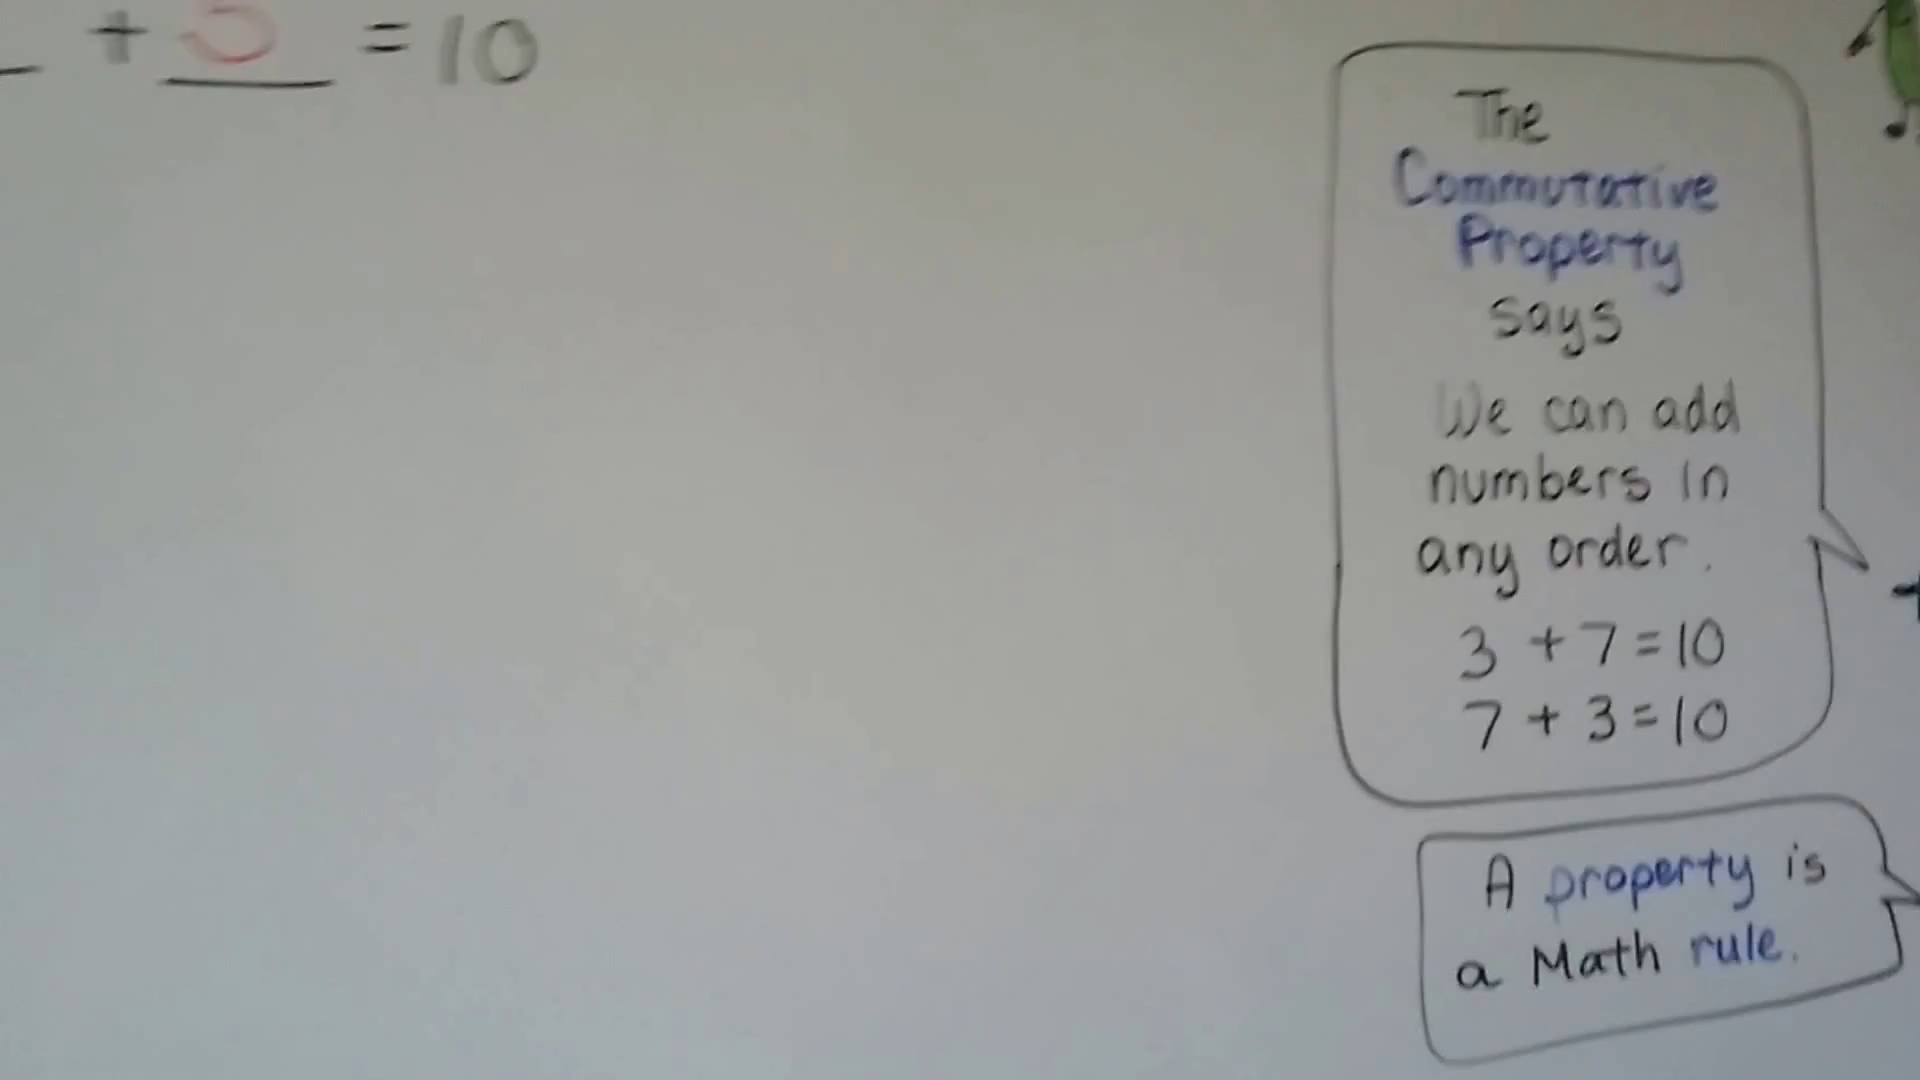 + 5 = 10
The
Commutative
Property
says
We can add
numbers in
any order.
3 + 7 = 10
7 + 3 = 10
A property is
a Math rule.